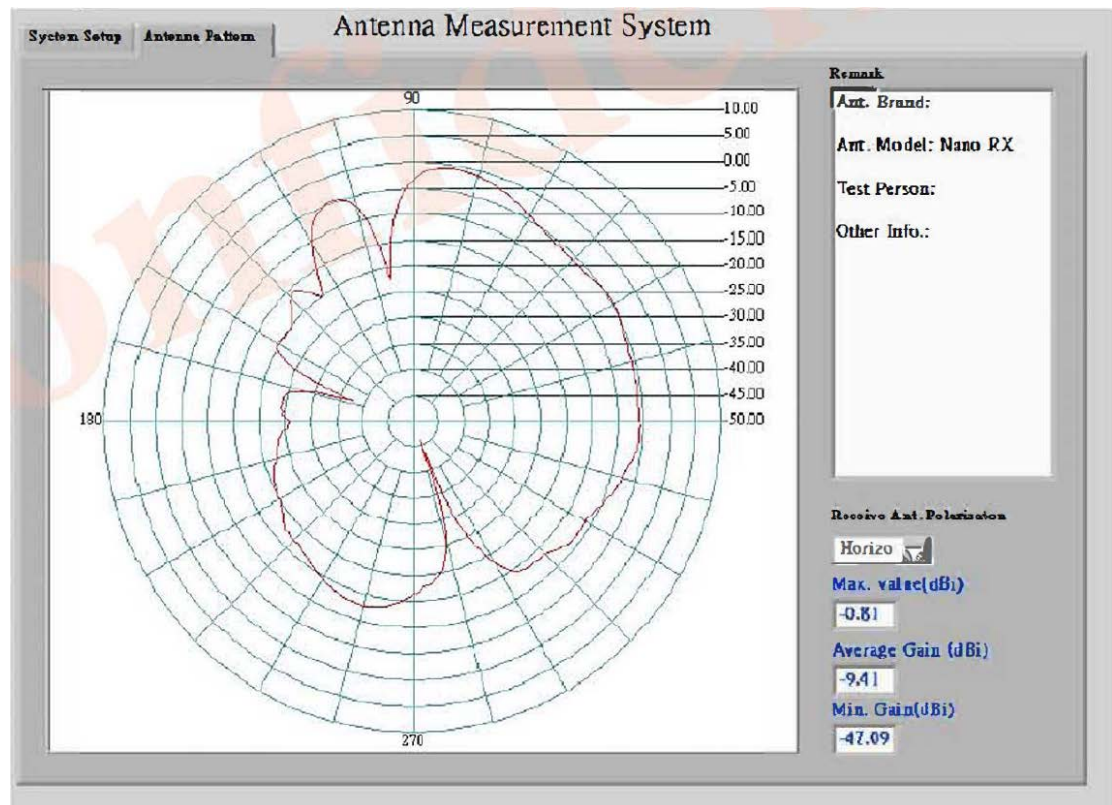 Antenna Measurement System
System Setup
Antenna Pattern
90
10.00
5.00
0.00
-5.00
-10.00
-15.00
-20.00
-25.00
-30.00
-35.00
-40.00
-45.00
-50.00
180
270
Remark
Ant. Brand:
Ant. Model: Nano RX
Test Person:
Other Info.:
Receive Ant. Polarisaton
Horizo
Max. value(dBi)
-0.81
Average Gain (dBi)
-9.41
Min. Gain(dBi)
-47.09
onfiden